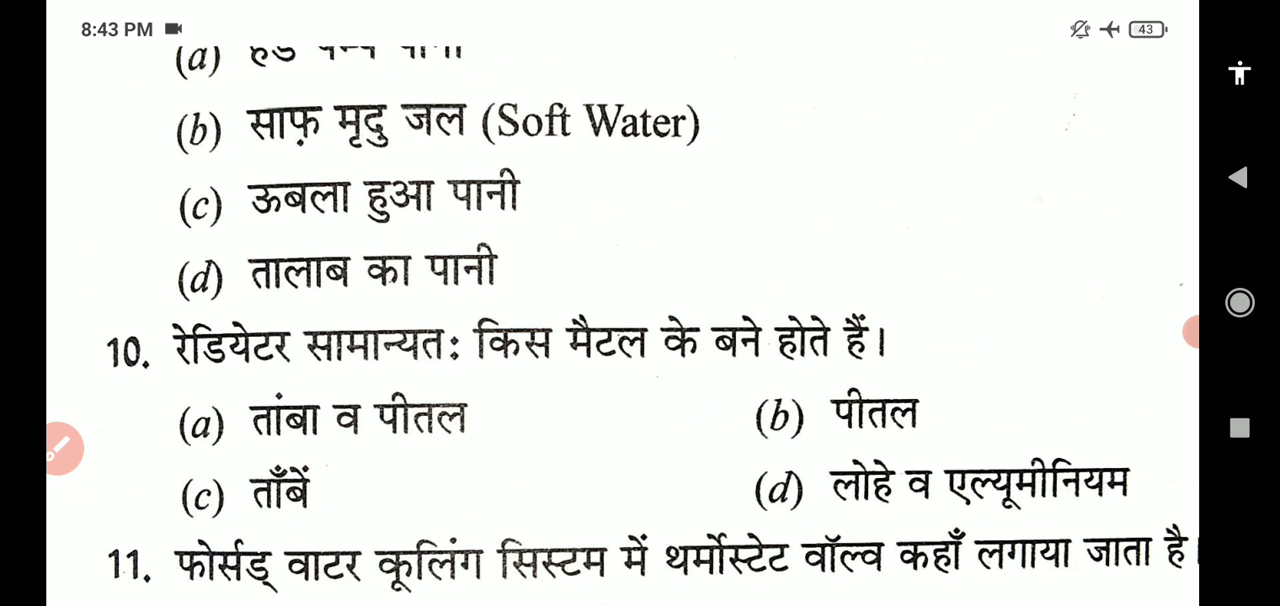 8:43 PM
43
(a)
(b) साफ़ मृदु जल (Soft Water)
(c) ऊबला हुआ पानी
(d) तालाब का पानी
10. रेडियेटर सामान्यत: किस मैटल के बने होते हैं।
(a) तांबा व पीतल (b) पीतल
(c) ताँबें (d) लोहे व एल्यूमीनियम
11. फोर्सड् वाटर कूलिंग सिस्टम में थर्मोस्टेट वॉल्व कहाँ लगाया जाता है